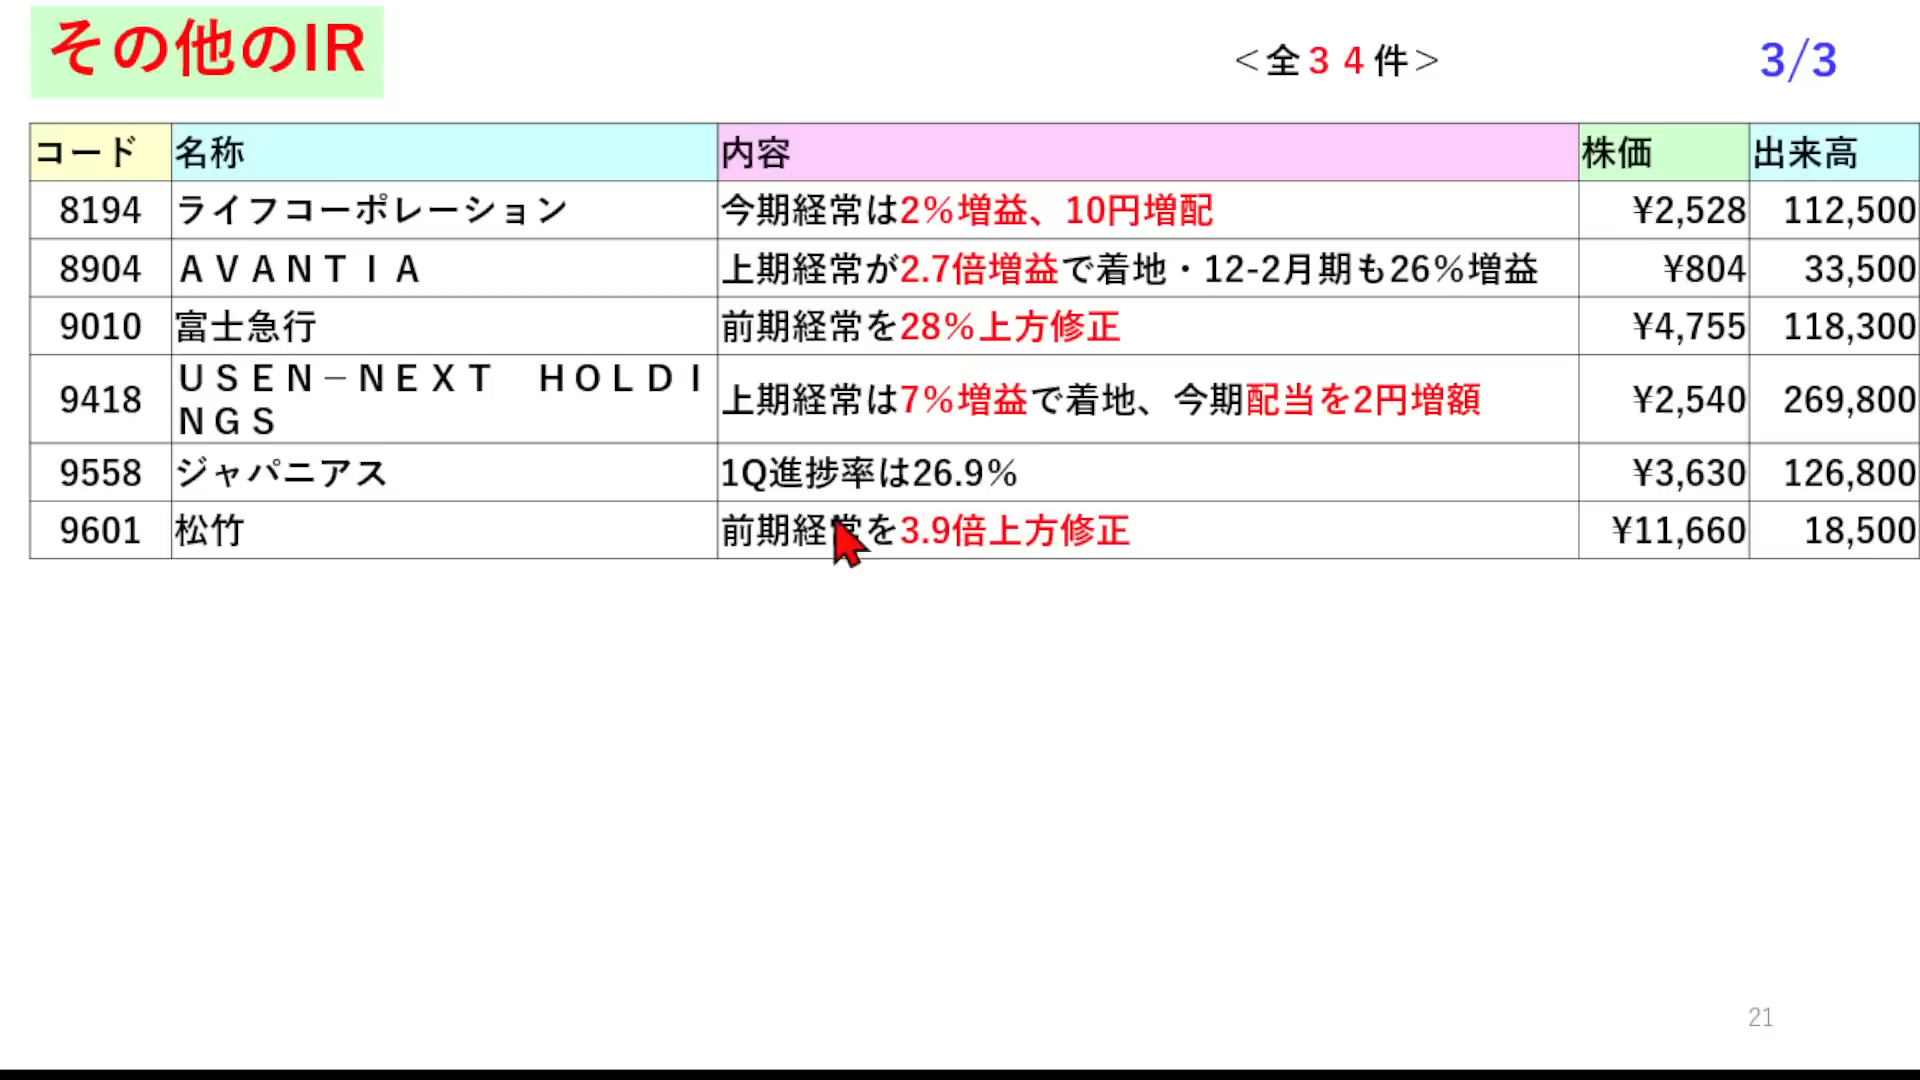 その他のIR
＜全３４件＞
3/3
コード 名称 内容 株価 出来高
8194 ライフコーポレーション 今期経常は2％増益、10円増配 ¥2,528 112,500
8904 ＡＶＡＮＴＩＡ 上期経常が2.7倍増益で着地・12-2月期も26％増益 ¥804 33,500
9010 富士急行 前期経常を28％上方修正 ¥4,755 118,300
9418 ＵＳＥＮ－ＮＥＸＴ　ＨＯＬＤＩ
ＮＧＳ 上期経常は7％増益で着地、今期配当を2円増額 ¥2,540 269,800
9558 ジャパニアス 1Q進捗率は26.9％ ¥3,630 126,800
9601 松竹 前期経常を3.9倍上方修正 ¥11,660 18,500
21